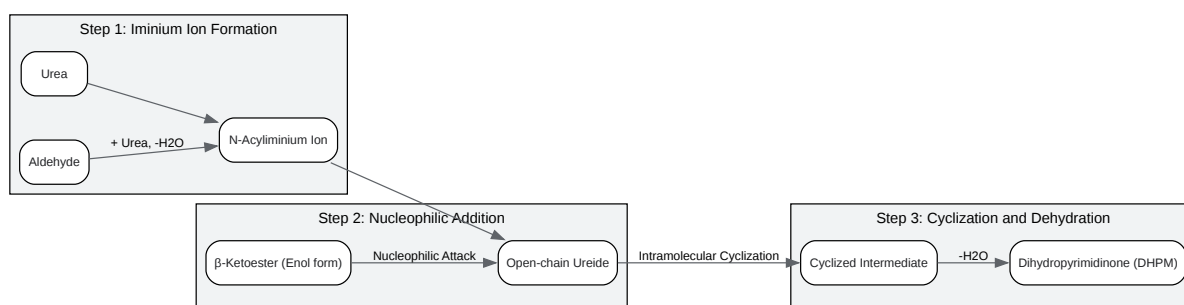 Step 1: Iminium Ion Formation
Urea
Aldehyde
+ Urea, -H2O
N-Acyliminium Ion
Step 2: Nucleophilic Addition
β-Ketoester (Enol form)
Nucleophilic Attack
Open-chain Ureide
Intramolecular Cyclization
Step 3: Cyclization and Dehydration
Cyclized Intermediate
-H2O
Dihydropyrimidinone (DHPM)